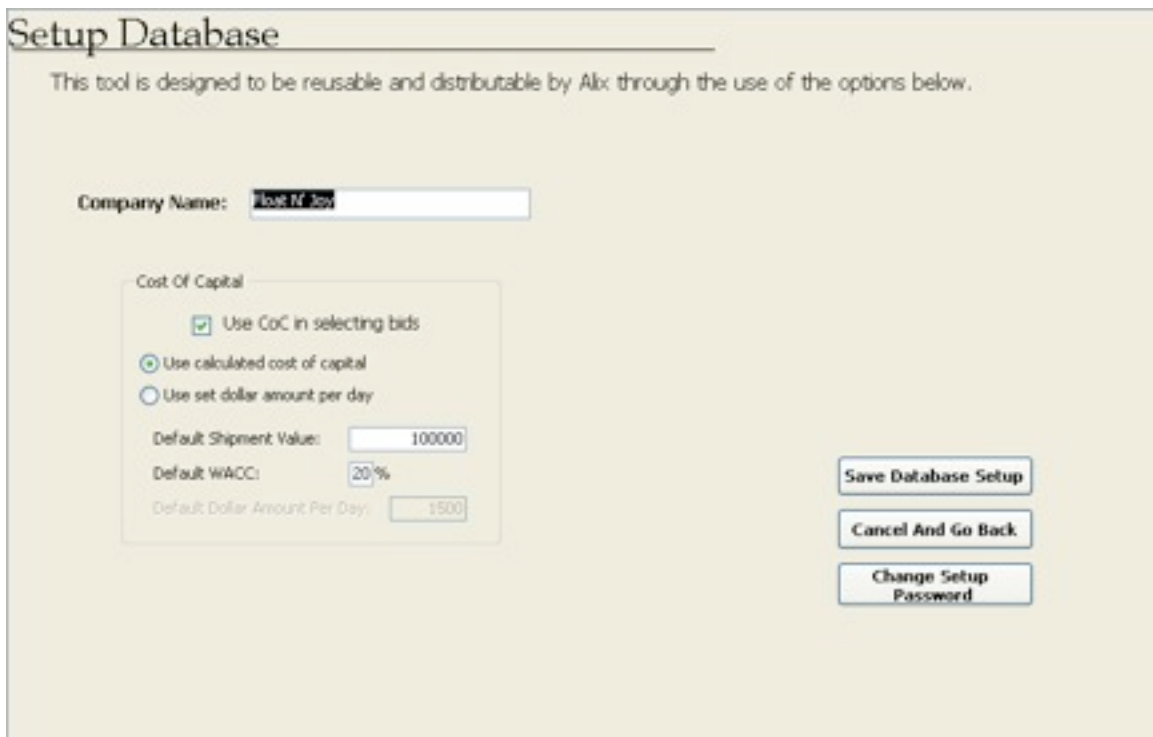 Setup Database
This tool is designed to be reusable and distributable by Alix through the use of the options below.
Company Name: Float N' Joy
Cost Of Capital
Use CoC in selecting bids
Use calculated cost of capital
Use set dollar amount per day
Default Shipment Value: 100000
Default WACC: 20 %
Default Dollar Amount Per Day: 1500
Save Database Setup
Cancel And Go Back
Change Setup
Password